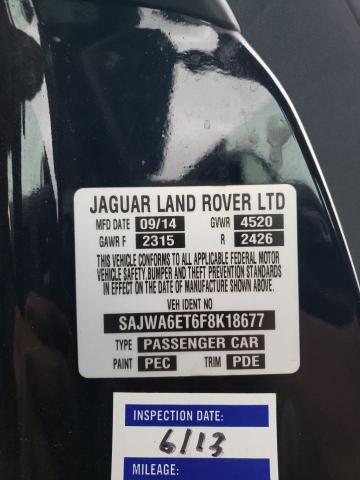 JAGUAR LAND ROVER LTD
MFD DATE 09/14 GVWR 4520
GAWR F 2315 R 2426
THIS VEHICLE CONFORMS TO ALL APPLICABLE FEDERAL MOTOR
VEHICLE SAFETY,BUMPER AND THEFT PREVENTION STANDARDS
IN EFFECT ON THE DATE OF MANUFACTURE SHOWN ABOVE.
VEH IDENT NO
SAJWA6ET6F8K18677
TYPE PASSENGER CAR
PAINT PEC TRIM PDE
INSPECTION DATE:
6/13
MILEAGE: